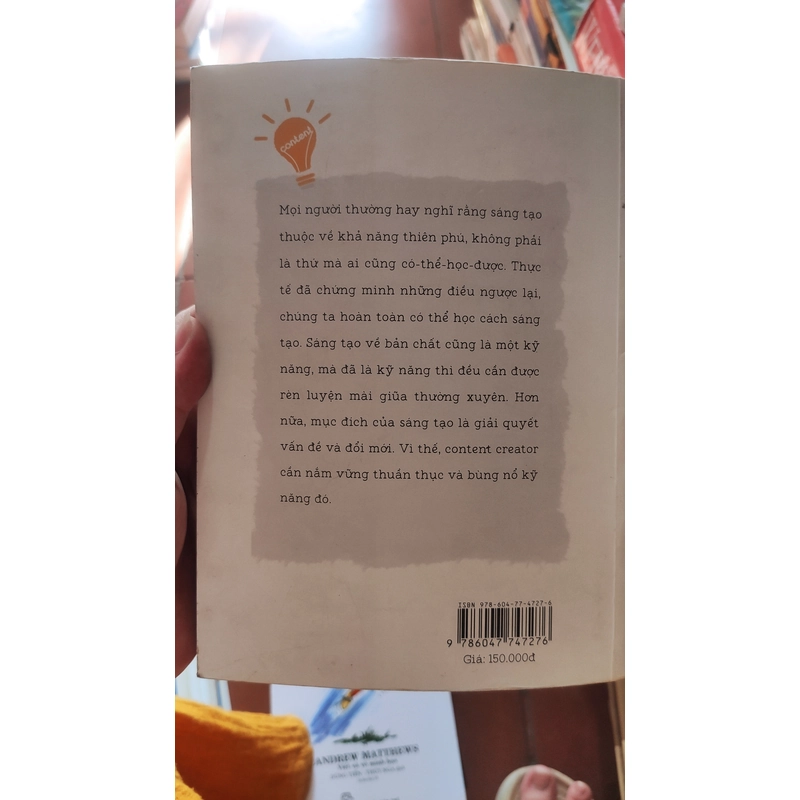 content
Mọi người thường hay nghĩ rằng sáng tạo
thuộc về khả năng thiên phú, không phải
là thứ mà ai cũng có-thể-học-được. Thực
tế đã chứng minh những điều ngược lại,
chúng ta hoàn toàn có thể học cách sáng
tạo. Sáng tạo về bản chất cũng là một kỹ
năng, mà đã là kỹ năng thì đều cần được
rèn luyện mài giũa thường xuyên. Hơn
nữa, mục đích của sáng tạo là giải quyết
vấn đề và đổi mới. Vì thế, content creator
cần nắm vững thuần thục và bùng nổ kỹ
năng đó.
ISBN 978-604-77-4727-6
9 786047 747276
Giá: 150.000đ
ANDREW MATTHEWS